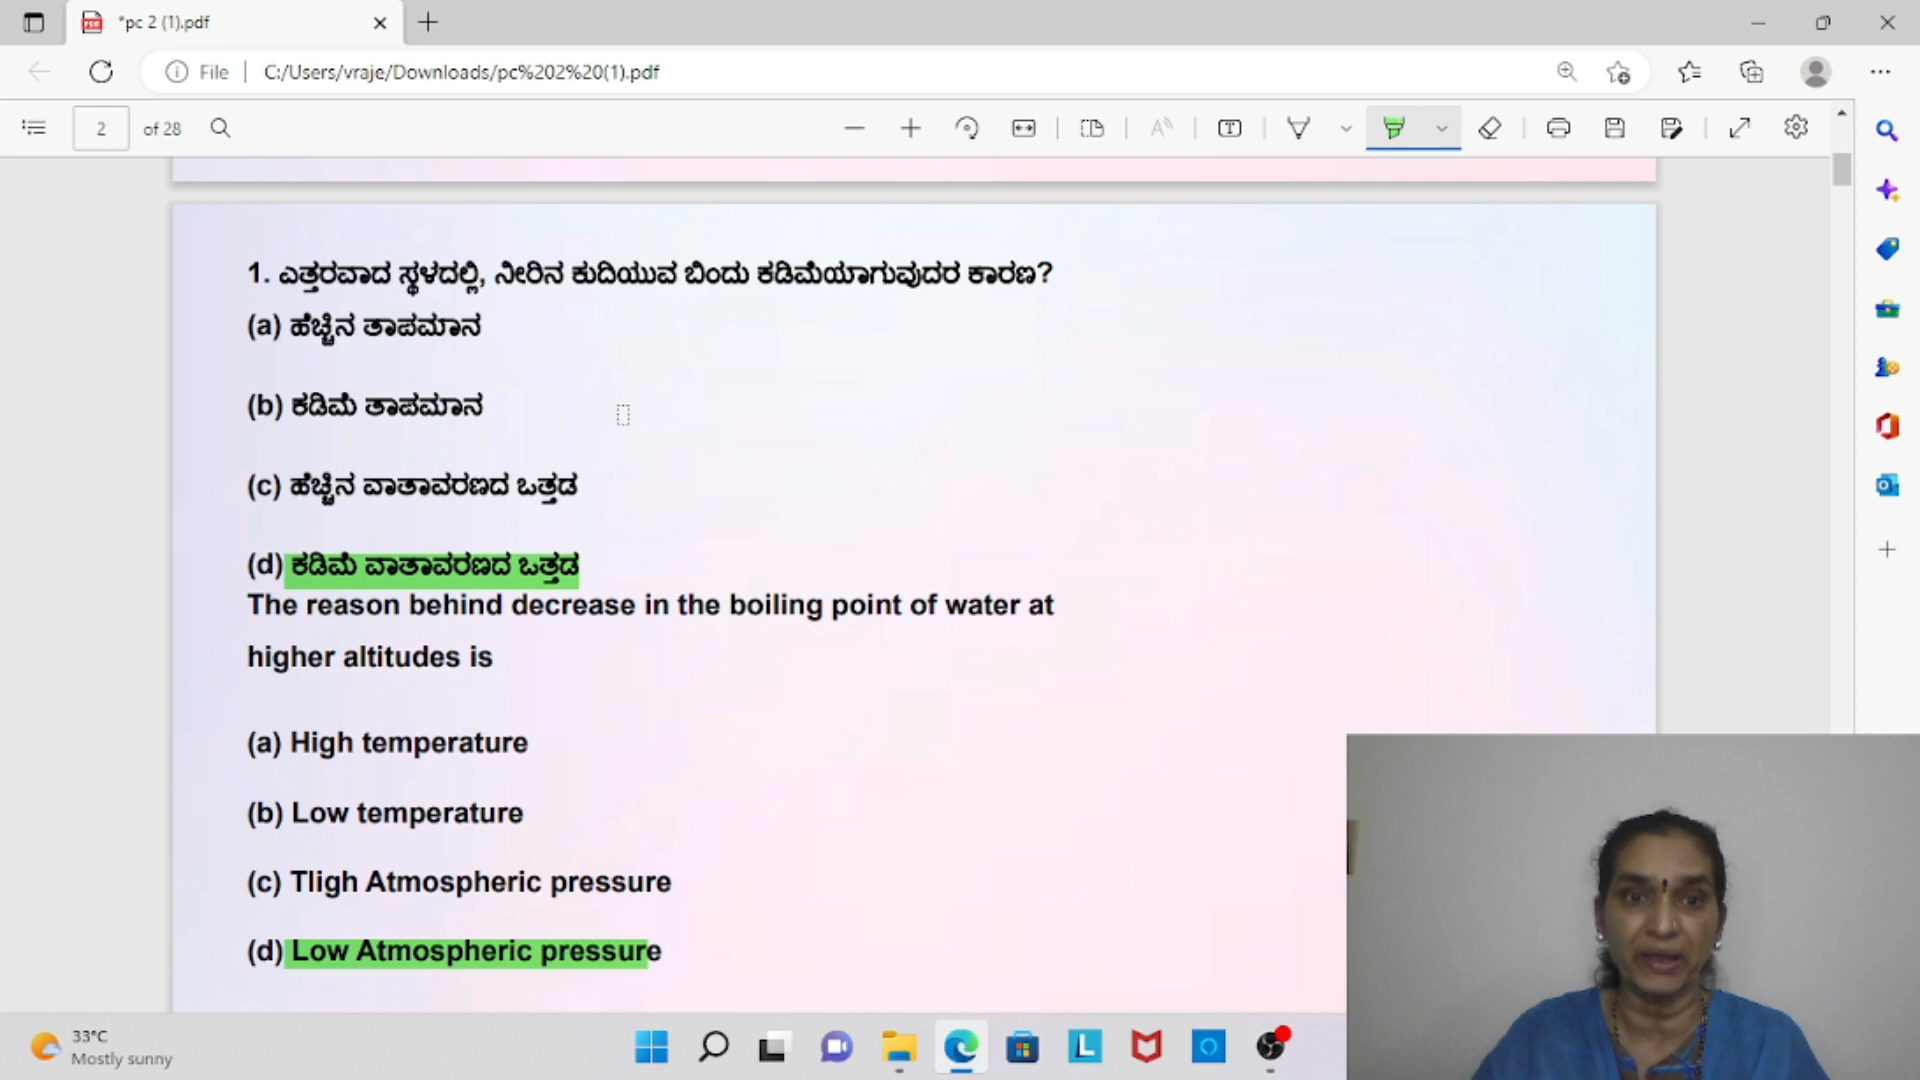 *pc 2 (1).pdf
File
C:/Users/vraje/Downloads/pc%202%20(1).pdf
2 of 28
1. ಎತ್ತರವಾದ ಸ್ಥಳದಲ್ಲಿ, ನೀರಿನ ಕುದಿಯುವ ಬಿಂದು ಕಡಿಮೆಯಾಗುವುದರ ಕಾರಣ?
(a) ಹೆಚ್ಚಿನ ತಾಪಮಾನ
(b) ಕಡಿಮೆ ತಾಪಮಾನ
(c) ಹೆಚ್ಚಿನ ವಾತಾವರಣದ ಒತ್ತಡ
(d) ಕಡಿಮೆ ವಾತಾವರಣದ ಒತ್ತಡ
The reason behind decrease in the boiling point of water at
higher altitudes is
(a) High temperature
(b) Low temperature
(c) Tligh Atmospheric pressure
(d) Low Atmospheric pressure
33°C
Mostly sunny